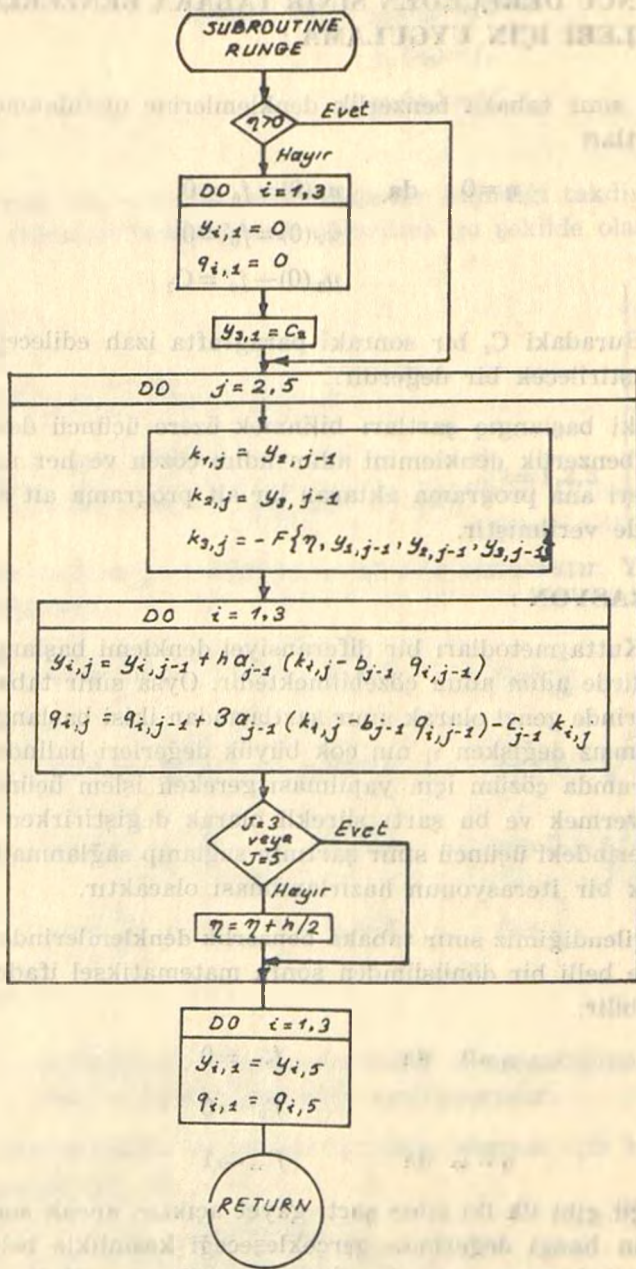 SUBROUTINE
RUNGE
η>0
Evet
Hayır
DO i=1,3
y_{i,1} = 0
q_{i,1} = 0
y_{3,1} = C_a
DO j=2,5
k_{1,j} = y_{2,j-1}
k_{2,j} = y_{3,j-1}
k_{3,j} = -F{η, y_{1,j-1}, y_{2,j-1}, y_{3,j-1}}
DO i=1,3
y_{i,j} = y_{i,j-1} + h a_{j-1} (k_{i,j} - b_{j-1} q_{i,j-1})
q_{i,j} = q_{i,j-1} + 3 a_{j-1} (k_{i,j} - b_{j-1} q_{i,j-1}) - c_{j-1} k_{i,j}
J=3
veya
J=5
Evet
Hayır
η = η + h/2
DO i=1,3
y_{i,1} = y_{i,5}
q_{i,1} = q_{i,5}
RETURN